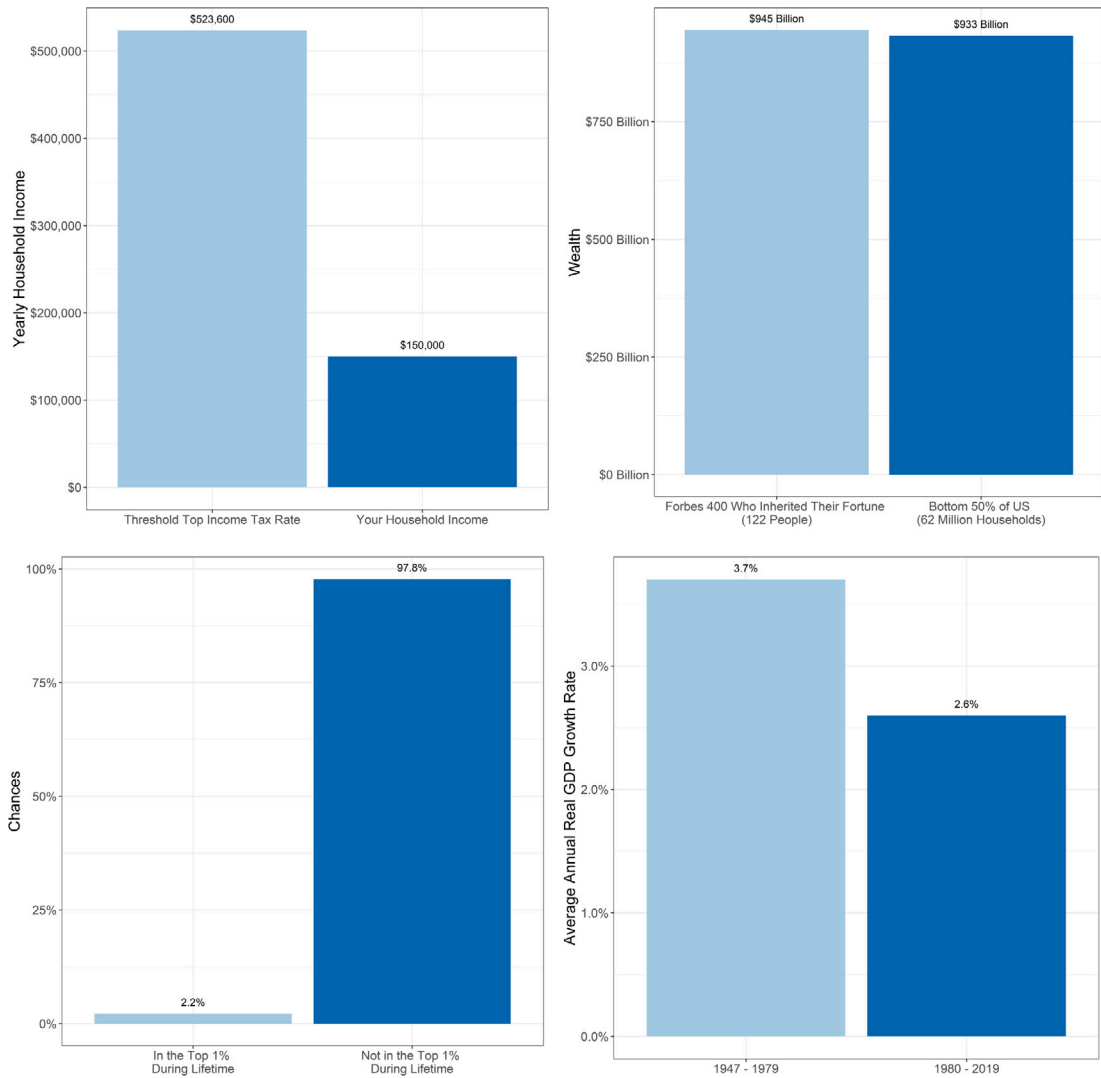 $523,600
$500,000
$400,000
$300,000
$200,000
$150,000
$100,000
$0
Yearly Household Income
Threshold Top Income Tax Rate
Your Household Income
$945 Billion
$933 Billion
$750 Billion
$500 Billion
$250 Billion
$0 Billion
Wealth
Forbes 400 Who Inherited Their Fortune
(122 People)
Bottom 50% of US
(62 Million Households)
100%
97.8%
75%
50%
25%
2.2%
0%
Chances
In the Top 1%
During Lifetime
Not in the Top 1%
During Lifetime
3.7%
3.0%
2.6%
2.0%
1.0%
0.0%
Average Annual Real GDP Growth Rate
1947 - 1979
1980 - 2019